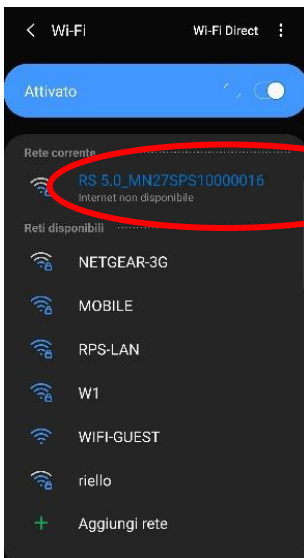 Wi-Fi Wi-Fi Direct
Attivato
Rete corrente
RS 5.0_MN27SPS10000016
Internet non disponibile
Reti disponibili
NETGEAR-3G
MOBILE
RPS-LAN
W1
WIFI-GUEST
riello
Aggiungi rete